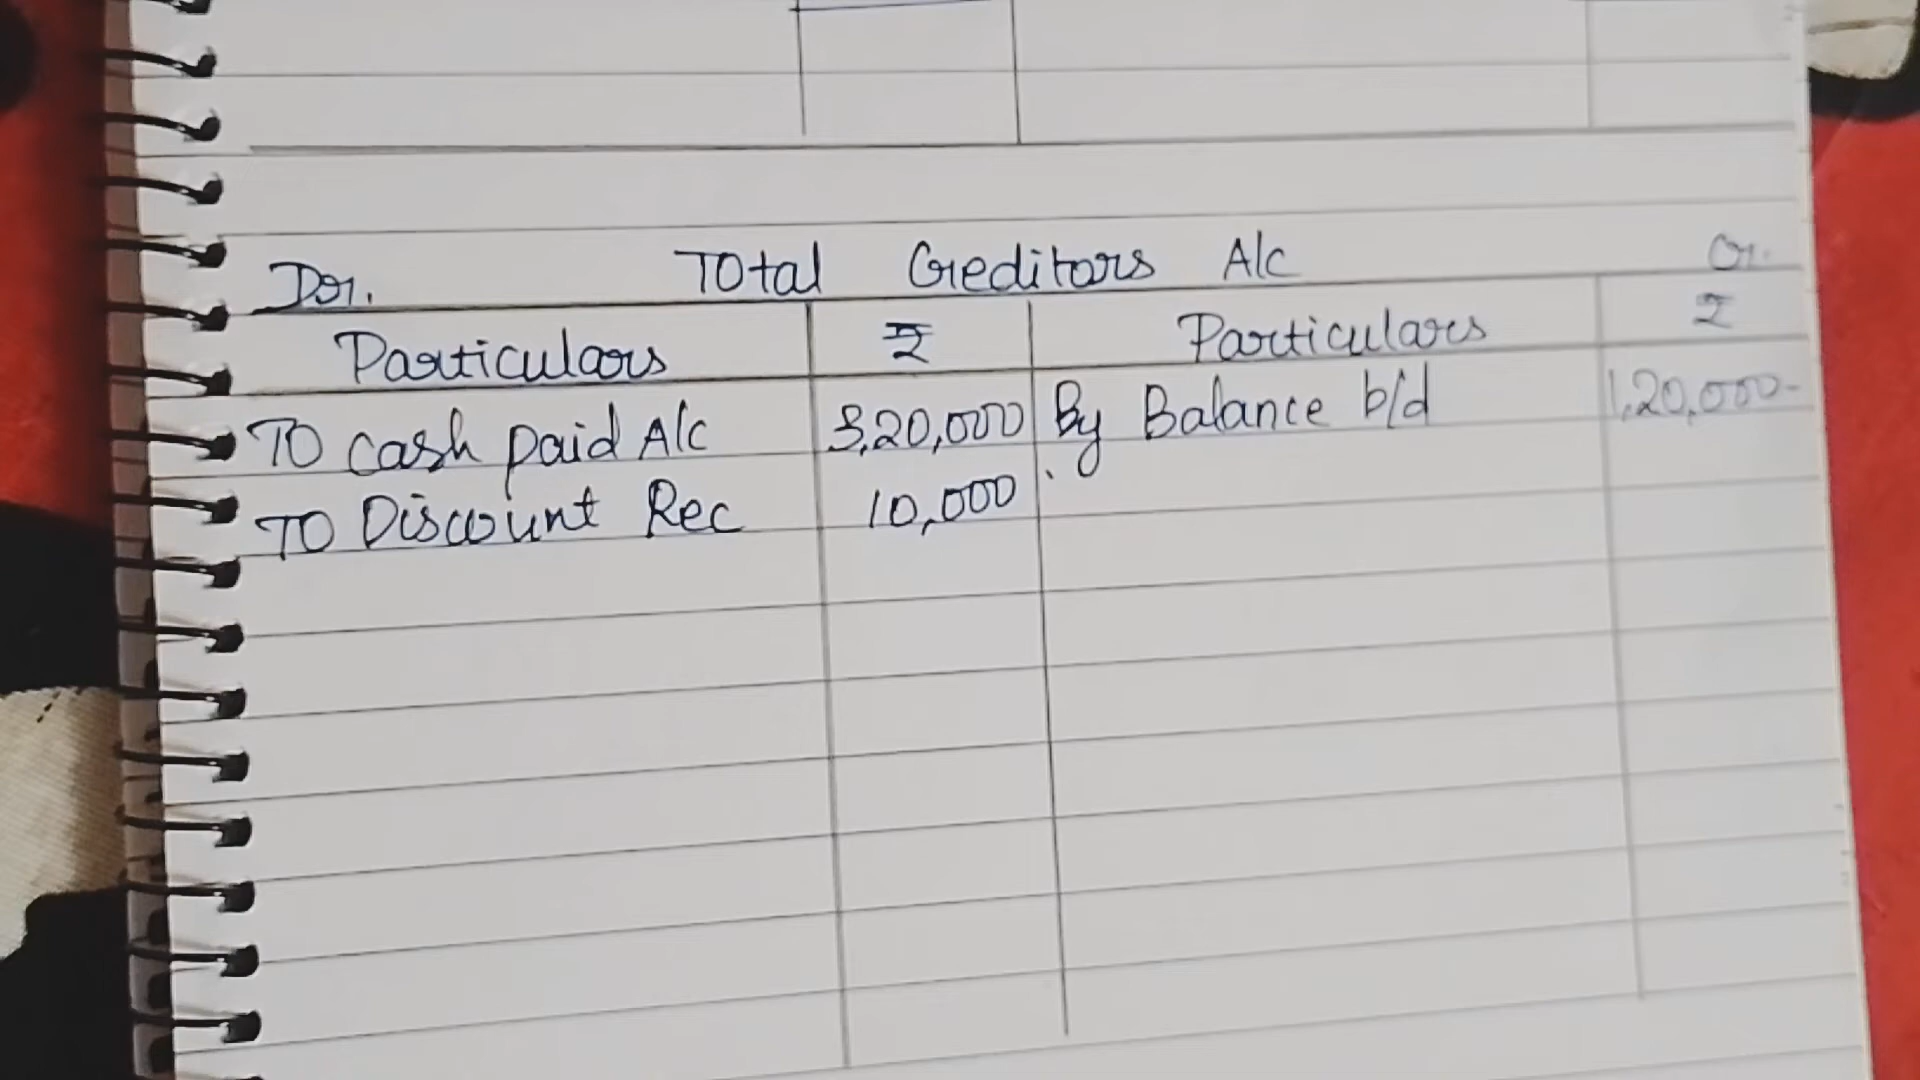 Dr. Total Creditors A/c Cr.
Particulars ₹ Particulars ₹
TO cash paid A/c 3,20,000 By Balance b/d 1,20,000-
TO Discount Rec 10,000